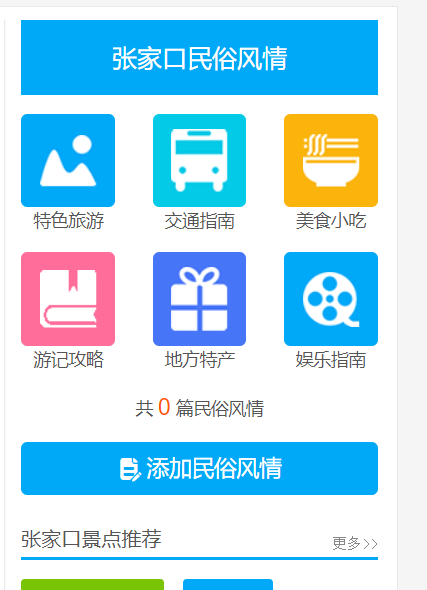 张家口民俗风情
特色旅游 交通指南 美食小吃
游记攻略 地方特产 娱乐指南
共 0 篇民俗风情
添加民俗风情
张家口景点推荐 更多>>